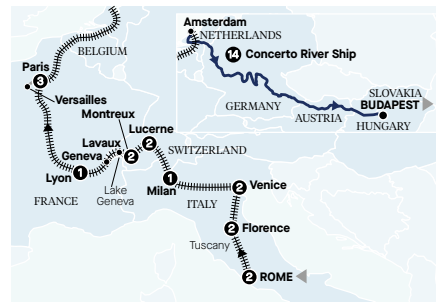 Amsterdam
NETHERLANDS
BELGIUM
14 Concerto River Ship
Paris
3
SLOVAKIA
BUDAPEST
Versailles
GERMANY
Montreux
AUSTRIA
HUNGARY
Lucerne
Lavaux
2
SWITZERLAND
Geneva
2
Lyon
1
Milan
1
Lake
Geneva
Venice
2
FRANCE
ITALY
Florence
2
Tuscany
2 ROME